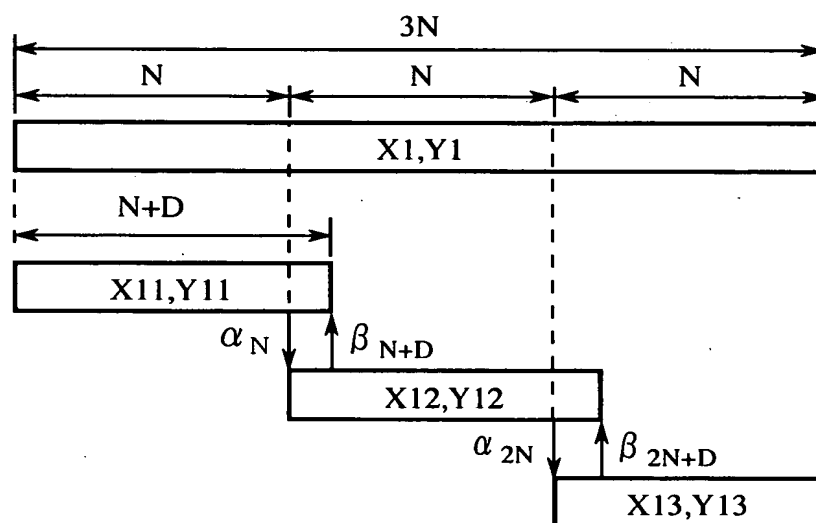 3N
N N N
X1,Y1
N+D
X11,Y11
α N β N+D
X12,Y12
α 2N β 2N+D
X13,Y13